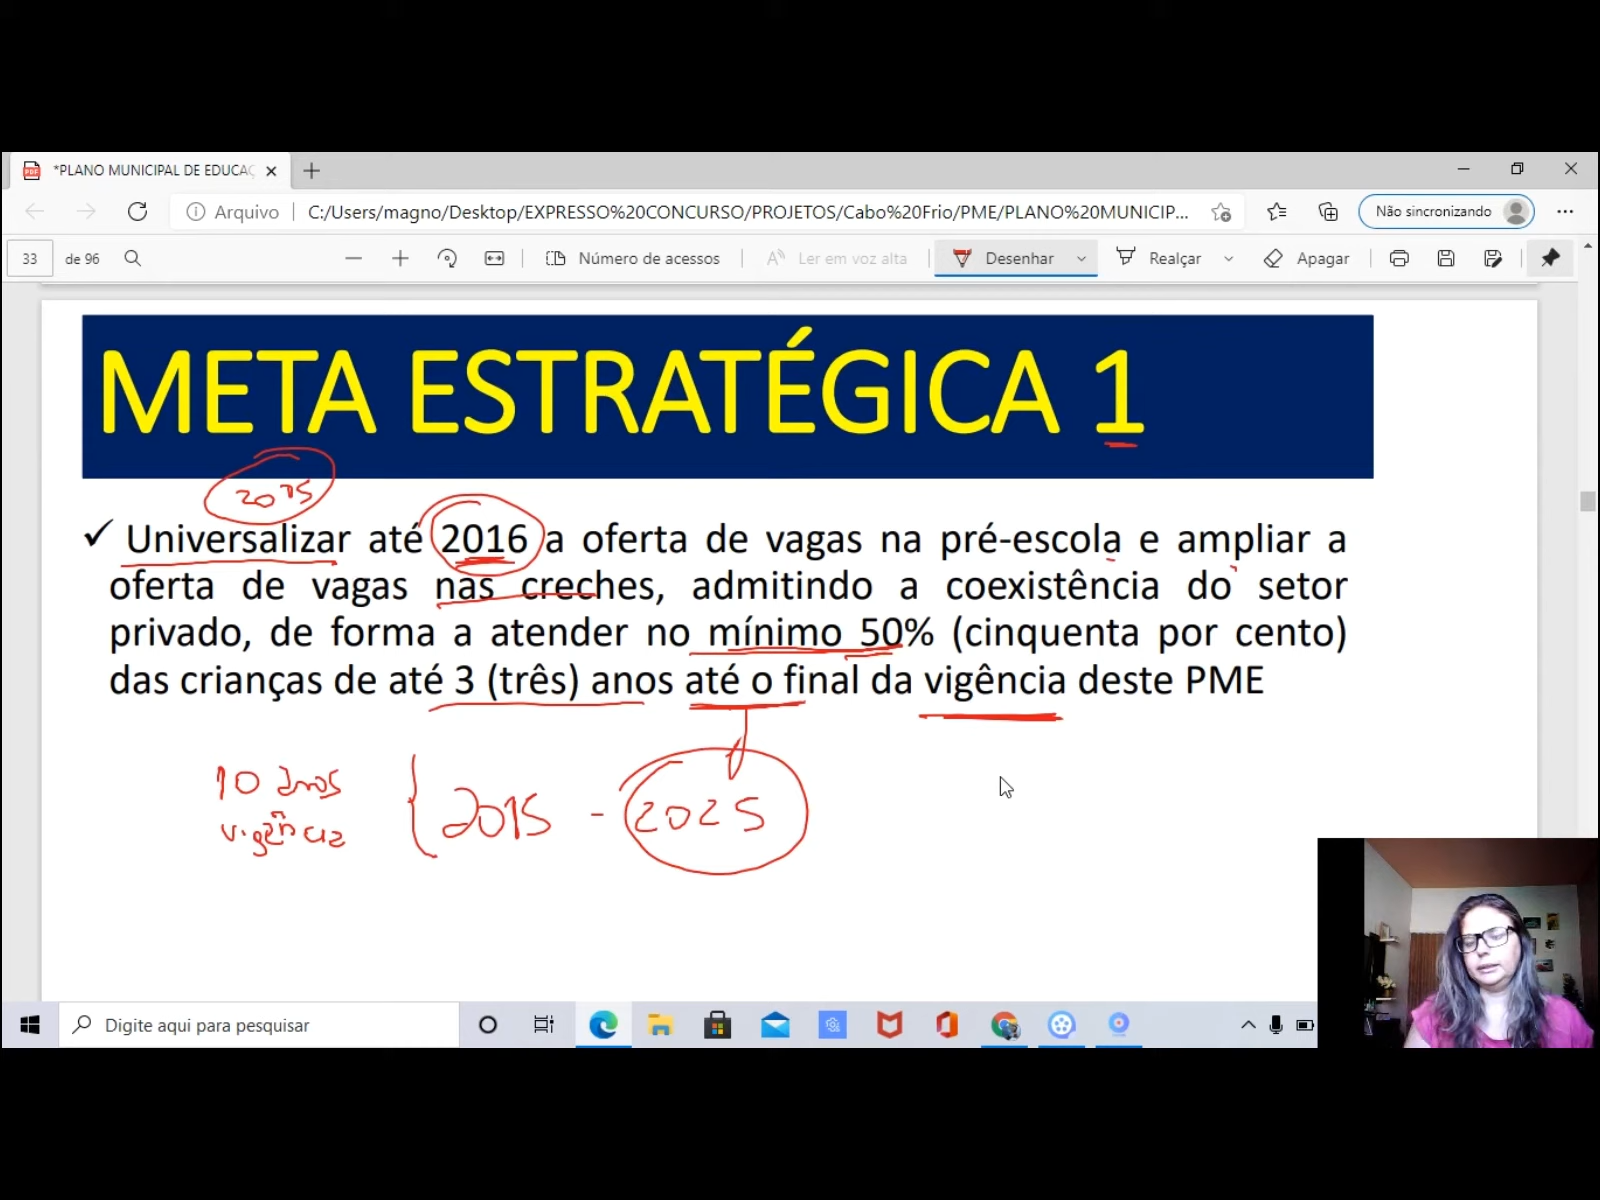 *PLANO MUNICIPAL DE EDUCAÇ
Arquivo
C:/Users/magno/Desktop/EXPRESSO%20CONCURSO/PROJETOS/Cabo%20Frio/PME/PLANO%20MUNICIP...
Não sincronizando
33 de 96
Número de acessos
Ler em voz alta
Desenhar
Realçar
Apagar
META ESTRATÉGICA 1
2015
✓ Universalizar até 2016 a oferta de vagas na pré-escola e ampliar a
oferta de vagas nas creches, admitindo a coexistência do setor
privado, de forma a atender no mínimo 50% (cinquenta por cento)
das crianças de até 3 (três) anos até o final da vigência deste PME
10 anos
vigência
2015 - 2025
Digite aqui para pesquisar